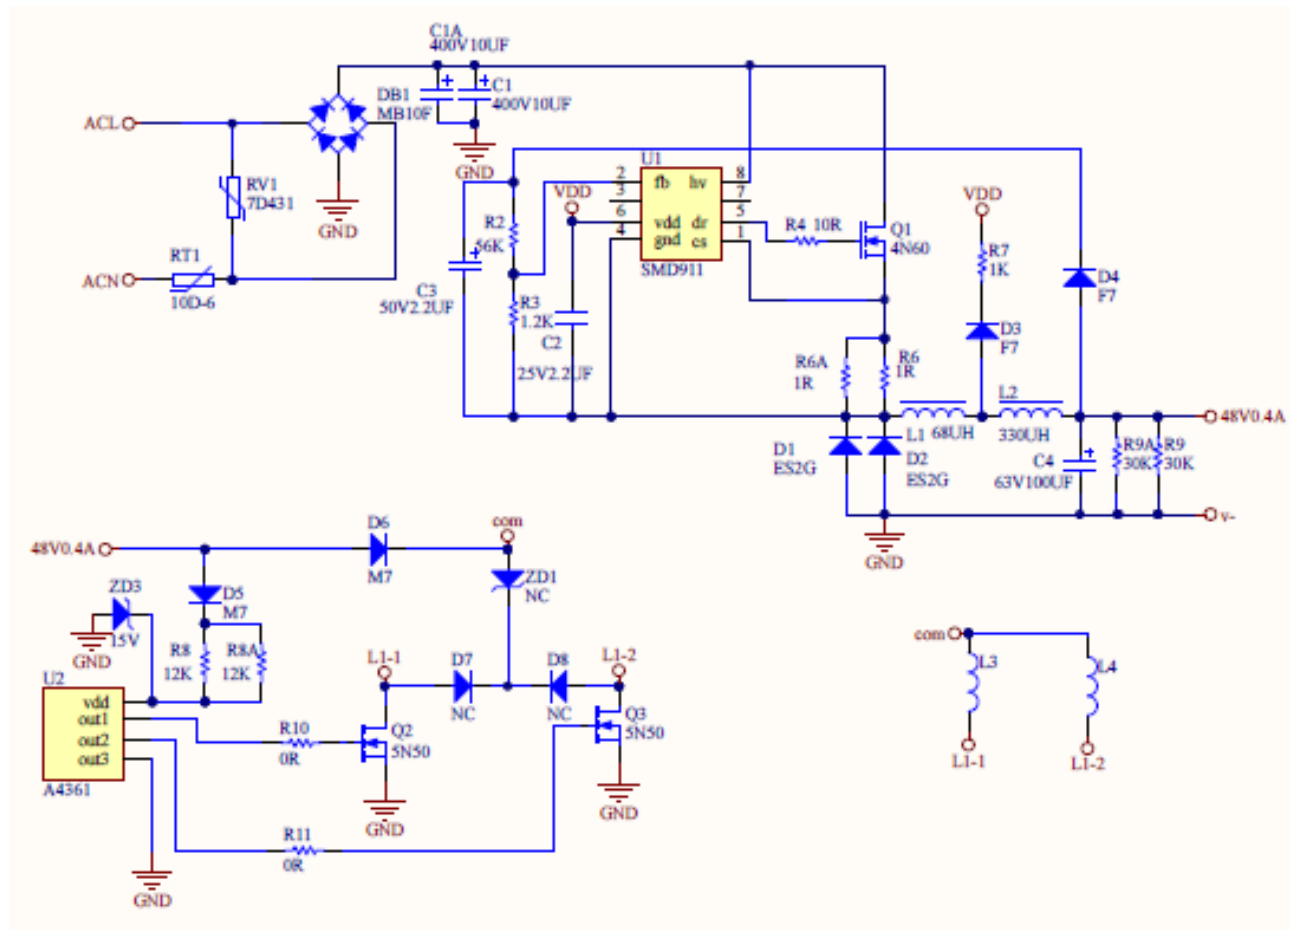 C1A
400V10UF
DB1
MB10F
C1
400V10UF
ACL
GND
U1
RV1
7D431
GND
VDD
2
3
6
4
fb
vdd
gnd
hv
dr
cs
8
7
5
1
SMD911
R4 10R
Q1
4N60
VDD
R7
1K
D4
F7
RT1
10D-6
ACN
R2
56K
C3
50V2.2UF
R3
1.2K
C2
25V2.2UF
D3
F7
R6A
1R
R6
1R
L2
L1 68UH
330UH
48V0.4A
D1
ES2G
D2
ES2G
C4
63V100UF
R9A
30K
R9
30K
v-
GND
48V0.4A
D6
M7
com
ZD1
NC
ZD3
15V
GND
D5
M7
R8
12K
R8A
12K
L1-1
D7
NC
D8
NC
L1-2
U2
vdd
out1
out2
out3
A4361
R10
0R
Q2
5N50
Q3
5N50
GND
GND
R11
0R
GND
com
L3
L4
L1-1
L1-2